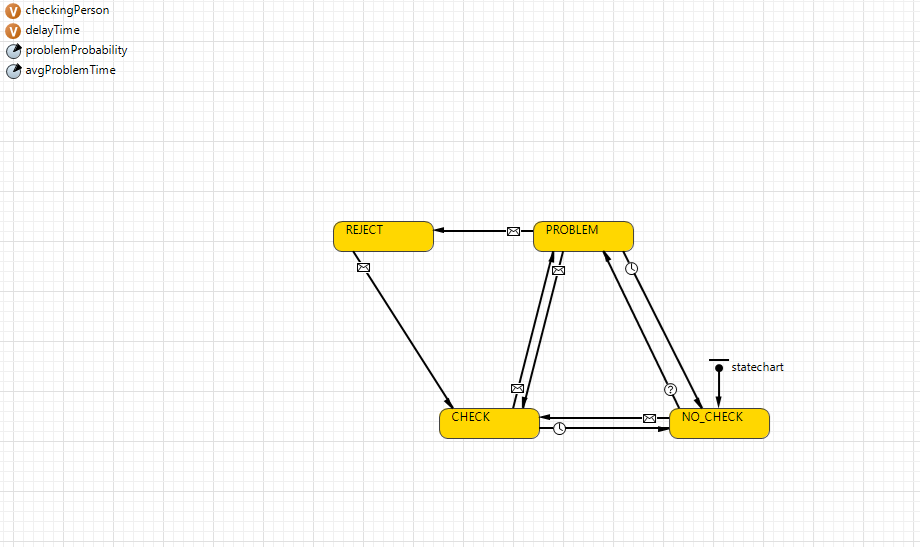 checkingPerson
delayTime
problemProbability
avgProblemTime
REJECT
PROBLEM
statechart
CHECK
NO_CHECK